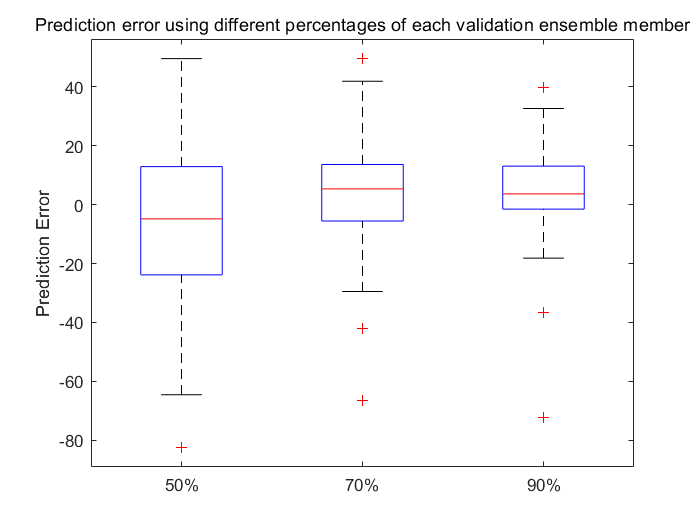 Prediction error using different percentages of each validation ensemble member
40
20
0
-20
-40
-60
-80
Prediction Error
50% 70% 90%